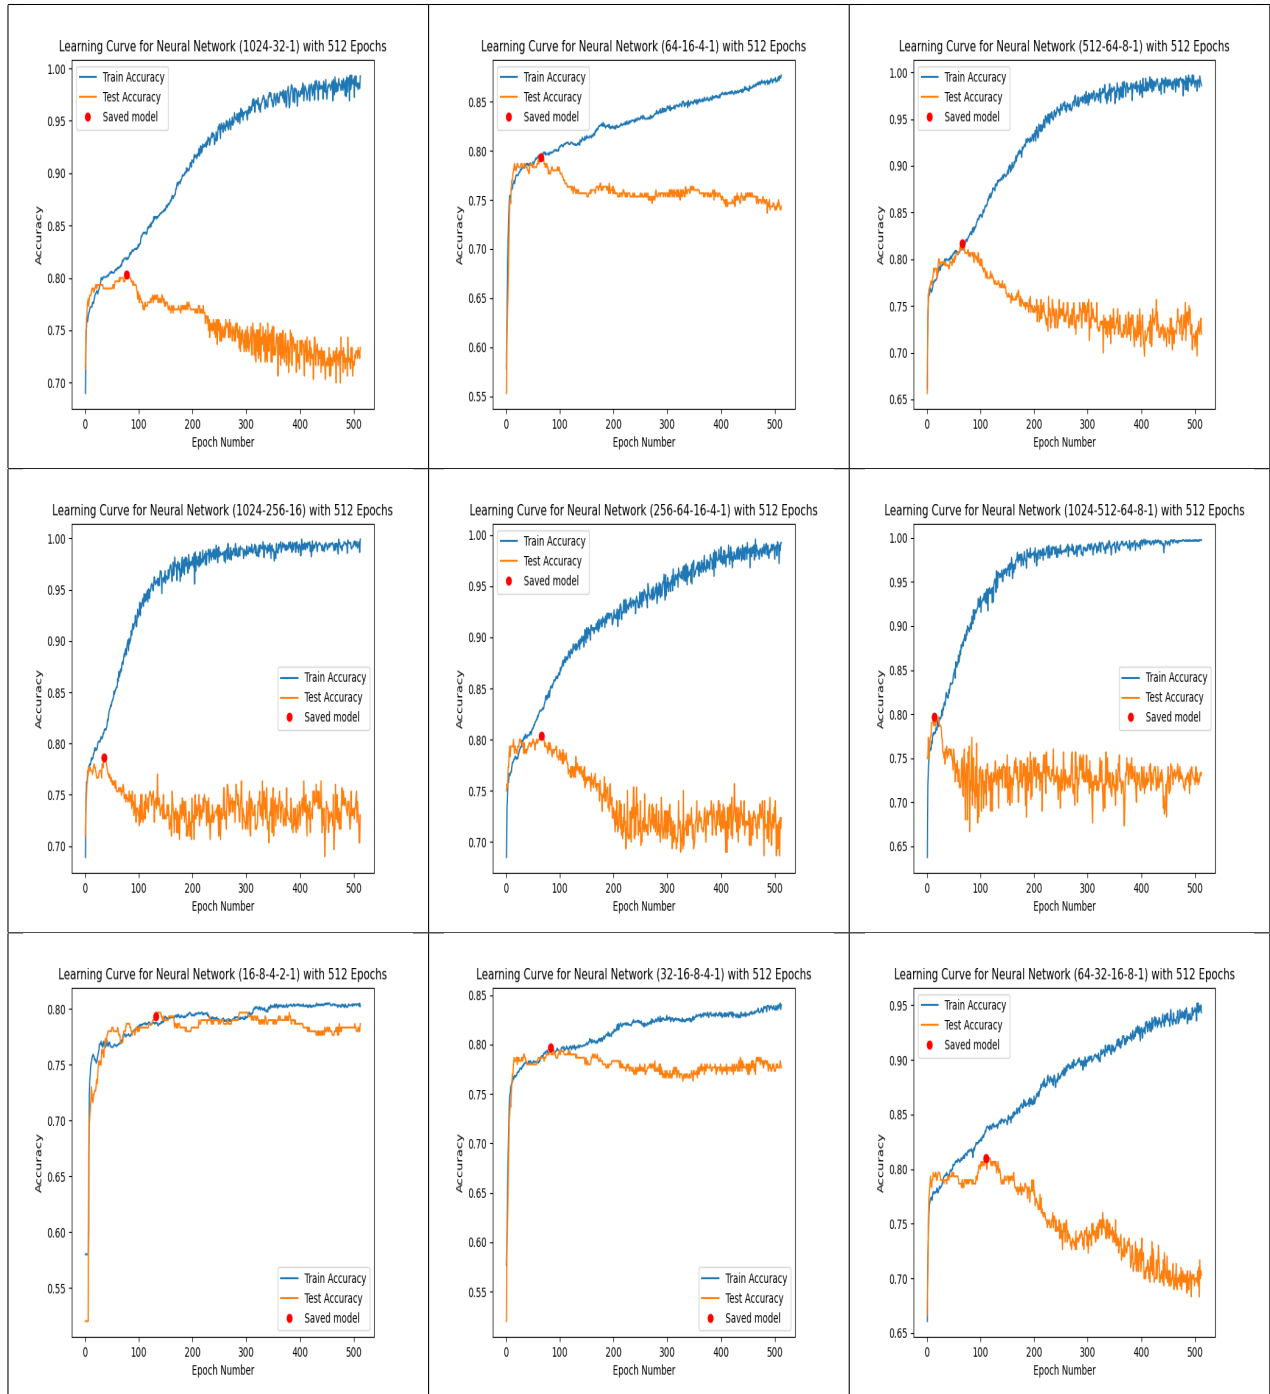 Learning Curve for Neural Network (1024-32-1) with 512 Epochs
1.00
0.95
0.90
0.85
0.80
0.75
0.70
Accuracy
Train Accuracy
Test Accuracy
Saved model
0 100 200 300 400 500
Epoch Number
Learning Curve for Neural Network (64-16-4-1) with 512 Epochs
0.85
0.80
0.75
0.70
0.65
0.60
0.55
Accuracy
Train Accuracy
Test Accuracy
Saved model
0 100 200 300 400 500
Epoch Number
Learning Curve for Neural Network (512-64-8-1) with 512 Epochs
1.00
0.95
0.90
0.85
0.80
0.75
0.70
0.65
Accuracy
Train Accuracy
Test Accuracy
Saved model
0 100 200 300 400 500
Epoch Number
Learning Curve for Neural Network (1024-256-16) with 512 Epochs
1.00
0.95
0.90
0.85
0.80
0.75
0.70
Accuracy
Train Accuracy
Test Accuracy
Saved model
0 100 200 300 400 500
Epoch Number
Learning Curve for Neural Network (256-64-16-4-1) with 512 Epochs
1.00
0.95
0.90
0.85
0.80
0.75
0.70
Accuracy
Train Accuracy
Test Accuracy
Saved model
0 100 200 300 400 500
Epoch Number
Learning Curve for Neural Network (1024-512-64-8-1) with 512 Epochs
1.00
0.95
0.90
0.85
0.80
0.75
0.70
0.65
Accuracy
Train Accuracy
Test Accuracy
Saved model
0 100 200 300 400 500
Epoch Number
Learning Curve for Neural Network (16-8-4-2-1) with 512 Epochs
0.80
0.75
0.70
0.65
0.60
0.55
Accuracy
Train Accuracy
Test Accuracy
Saved model
0 100 200 300 400 500
Epoch Number
Learning Curve for Neural Network (32-16-8-4-1) with 512 Epochs
0.85
0.80
0.75
0.70
0.65
0.60
0.55
Accuracy
Train Accuracy
Test Accuracy
Saved model
0 100 200 300 400 500
Epoch Number
Learning Curve for Neural Network (64-32-16-8-1) with 512 Epochs
0.95
0.90
0.85
0.80
0.75
0.70
0.65
Accuracy
Train Accuracy
Test Accuracy
Saved model
0 100 200 300 400 500
Epoch Number